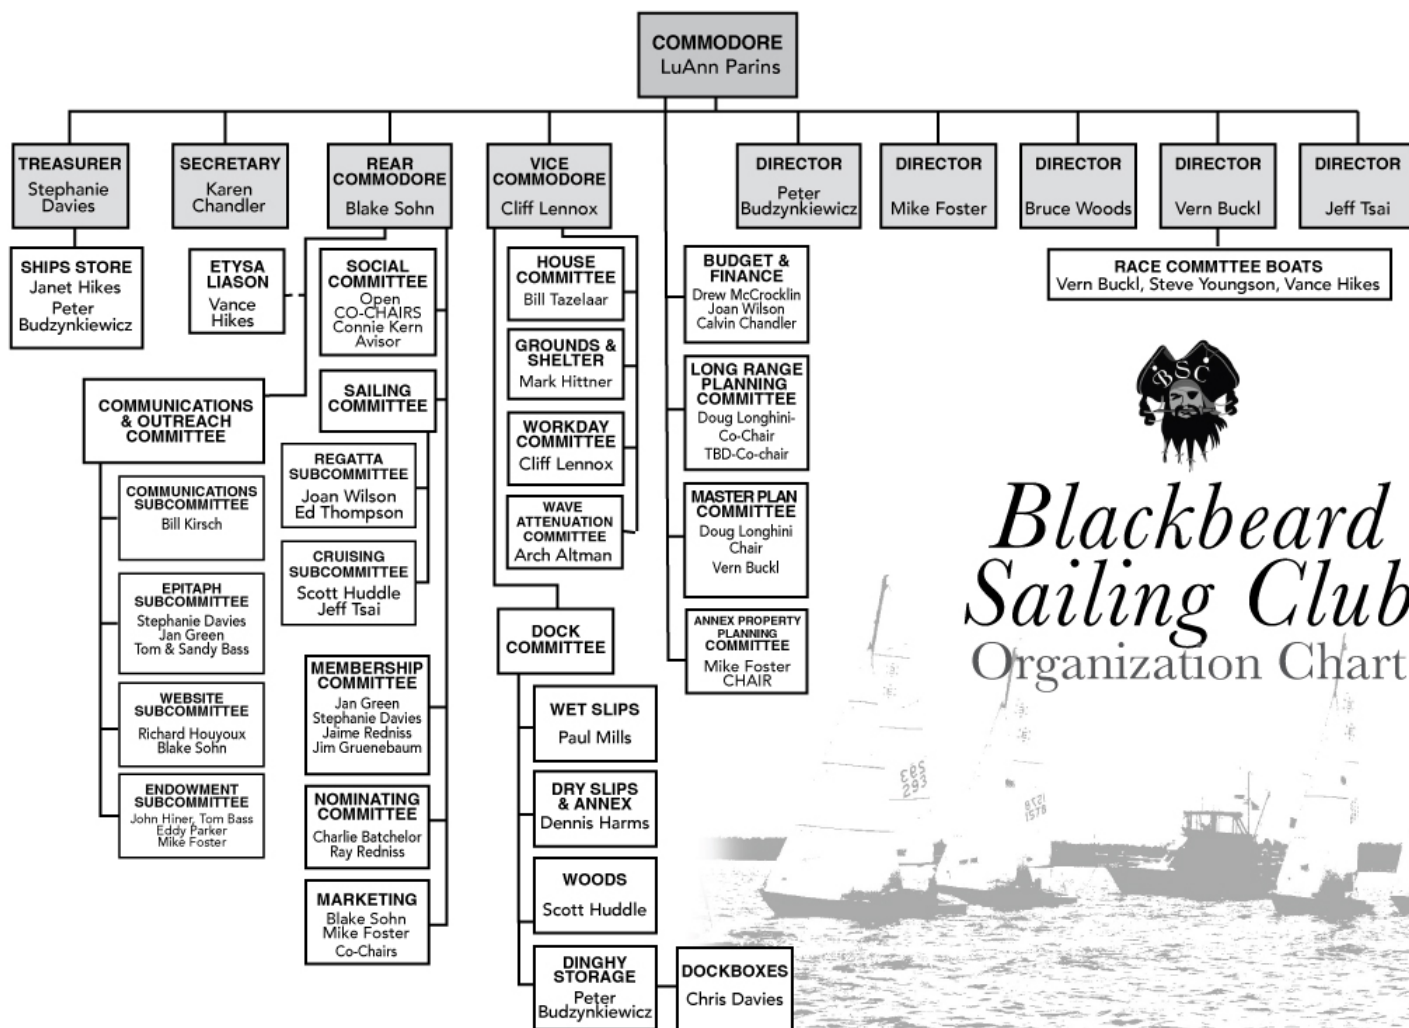 COMMODORE
LuAnn Parins
TREASURER
Stephanie
Davies
SECRETARY
Karen
Chandler
REAR
COMMODORE
Blake Sohn
VICE
COMMODORE
Cliff Lennox
DIRECTOR
Peter
Budzynkiewicz
DIRECTOR
Mike Foster
DIRECTOR
Bruce Woods
DIRECTOR
Vern Buckl
DIRECTOR
Jeff Tsai
SHIPS STORE
Janet Hikes
Peter
Budzynkiewicz
ETYSA
LIASON
Vance
Hikes
SOCIAL
COMMITTEE
Open
CO-CHAIRS
Connie Kern
Avisor
SAILING
COMMITTEE
REGATTA
SUBCOMMITTEE
Joan Wilson
Ed Thompson
CRUISING
SUBCOMMITTEE
Scott Huddle
Jeff Tsai
MEMBERSHIP
COMMITTEE
Jan Green
Stephanie Davies
Jaime Redniss
Jim Gruenebaum
NOMINATING
COMMITTEE
Charlie Batchelor
Ray Redniss
MARKETING
Blake Sohn
Mike Foster
Co-Chairs
COMMUNICATIONS
& OUTREACH
COMMITTEE
COMMUNICATIONS
SUBCOMMITTEE
Bill Kirsch
EPITAPH
SUBCOMMITTEE
Stephanie Davies
Jan Green
Tom & Sandy Bass
WEBSITE
SUBCOMMITTEE
Richard Houyoux
Blake Sohn
ENDOWMENT
SUBCOMMITTEE
John Hiner, Tom Bass
Eddy Parker
Mike Foster
HOUSE
COMMITTEE
Bill Tazelaar
GROUNDS &
SHELTER
Mark Hittner
WORKDAY
COMMITTEE
Cliff Lennox
WAVE
ATTENUATION
COMMITTEE
Arch Altman
DOCK
COMMITTEE
WET SLIPS
Paul Mills
DRY SLIPS
& ANNEX
Dennis Harms
WOODS
Scott Huddle
DINGHY
STORAGE
Peter
Budzynkiewicz
DOCKBOXES
Chris Davies
BUDGET &
FINANCE
Drew McCrocklin
Joan Wilson
Calvin Chandler
LONG RANGE
PLANNING
COMMITTEE
Doug Longhini-
Co-Chair
TBD-Co-chair
MASTER PLAN
COMMITTEE
Doug Longhini
Chair
Vern Buckl
ANNEX PROPERTY
PLANNING
COMMITTEE
Mike Foster
CHAIR
RACE COMMTTEE BOATS
Vern Buckl, Steve Youngson, Vance Hikes
BSC
Blackbeard
Sailing Club
Organization Chart
293
1578